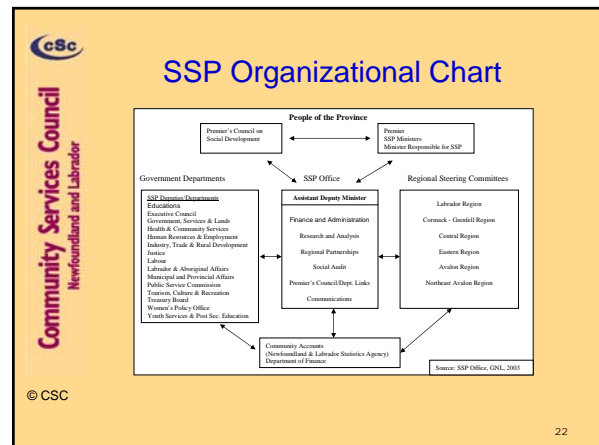 CSC
Community Services Council
Newfoundland and Labrador
SSP Organizational Chart
People of the Province
Premier's Council on
Social Development
Premier
SSP Ministers
Minister Responsible for SSP
Government Departments
SSP Office
Regional Steering Committees
SSP Deputies/Departments
Educations
Executive Council
Government, Services & Lands
Health & Community Services
Human Resources & Employment
Industry, Trade & Rural Development
Justice
Labour
Labrador & Aboriginal Affairs
Municipal and Provincial Affairs
Public Service Commission
Tourism, Culture & Recreation
Treasury Board
Women's Policy Office
Youth Services & Post Sec. Education
Assistant Deputy Minister
Finance and Administration
Research and Analysis
Regional Partnerships
Social Audit
Premier's Council/Dept. Links
Communications
Labrador Region
Cormack - Grenfell Region
Central Region
Eastern Region
Avalon Region
Northeast Avalon Region
Community Accounts
(Newfoundland & Labrador Statistics Agency)
Department of Finance
Source: SSP Office, GNL, 2003
© CSC
22